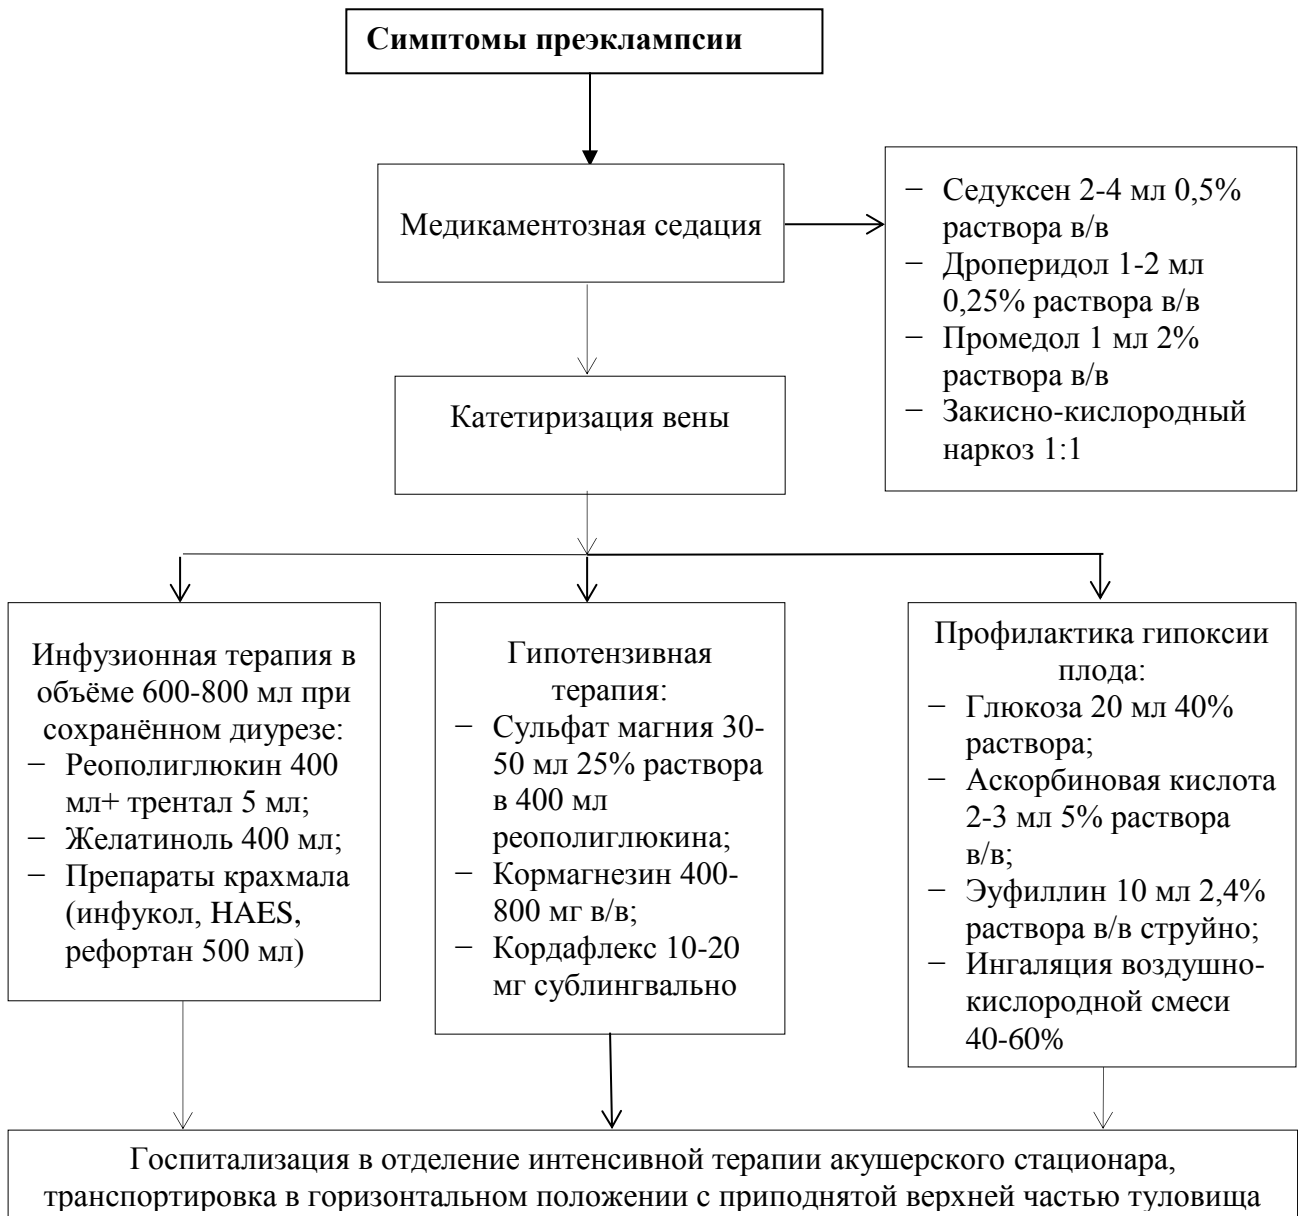 Симптомы преэклампсии
Медикаментозная седация
− Седуксен 2-4 мл 0,5%
раствора в/в
− Дроперидол 1-2 мл
0,25% раствора в/в
− Промедол 1 мл 2%
раствора в/в
− Закисно-кислородный
наркоз 1:1
Катетиризация вены
Инфузионная терапия в
объёме 600-800 мл при
сохранённом диурезе:
− Реополиглюкин 400
мл+ трентал 5 мл;
− Желатиноль 400 мл;
− Препараты крахмала
(инфукол, HAES,
рефортан 500 мл)
Гипотензивная
терапия:
− Сульфат магния 30-
50 мл 25% раствора
в 400 мл
реополиглюкина;
− Кормагнезин 400-
800 мг в/в;
− Кордафлекс 10-20
мг сублингвально
Профилактика гипоксии
плода:
− Глюкоза 20 мл 40%
раствора;
− Аскорбиновая кислота
2-3 мл 5% раствора
в/в;
− Эуфиллин 10 мл 2,4%
раствора в/в струйно;
− Ингаляция воздушно-
кислородной смеси
40-60%
Госпитализация в отделение интенсивной терапии акушерского стационара,
транспортировка в горизонтальном положении с приподнятой верхней частью туловища